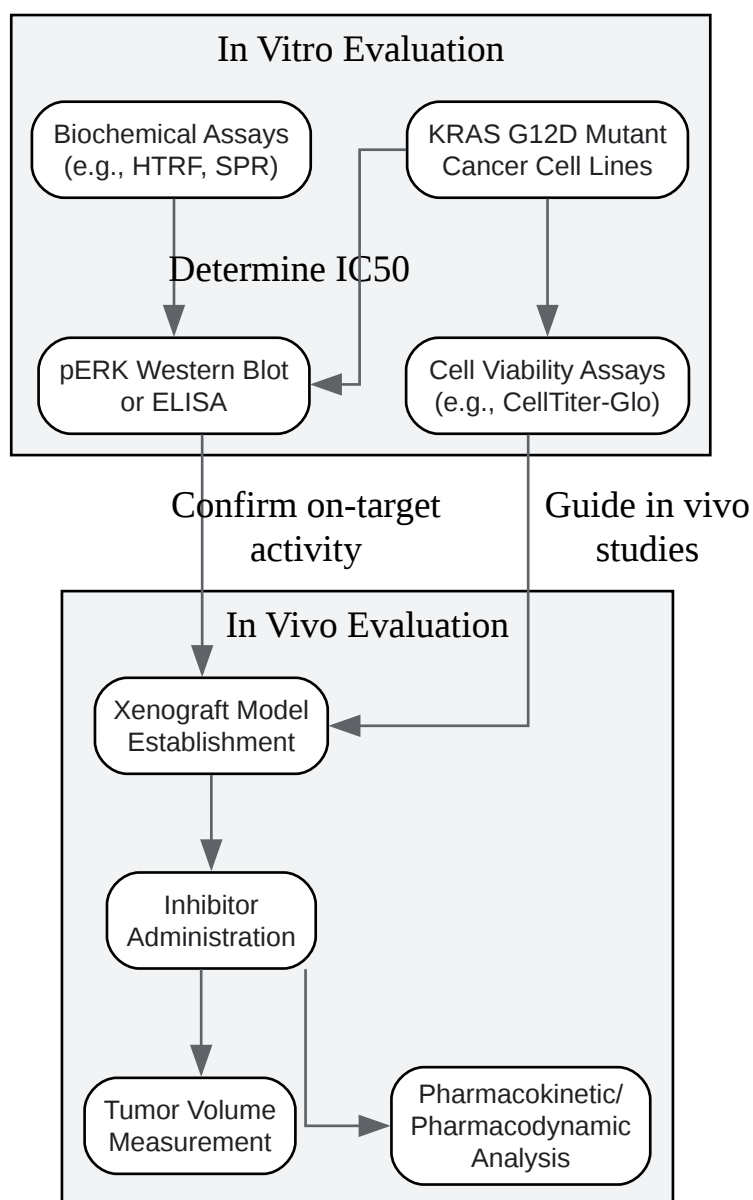 In Vitro Evaluation
Biochemical Assays
(e.g., HTRF, SPR)
KRAS G12D Mutant
Cancer Cell Lines
Determine IC50
pERK Western Blot
or ELISA
Cell Viability Assays
(e.g., CellTiter-Glo)
Confirm on-target
activity
Guide in vivo
studies
In Vivo Evaluation
Xenograft Model
Establishment
Inhibitor
Administration
Tumor Volume
Measurement
Pharmacokinetic/
Pharmacodynamic
Analysis